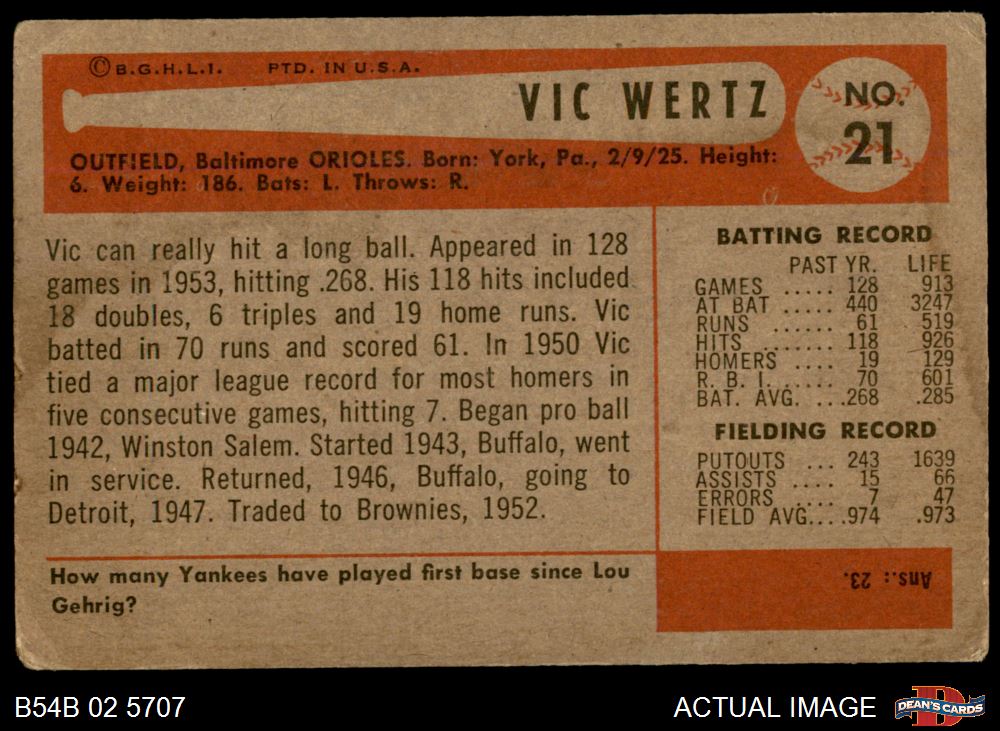 © B.G.H.L.I. PTD. IN U.S.A.
VIC WERTZ
NO.
21
OUTFIELD, Baltimore ORIOLES. Born: York, Pa., 2/9/25. Height:
6. Weight: 186. Bats: L. Throws: R.
Vic can really hit a long ball. Appeared in 128
games in 1953, hitting .268. His 118 hits included
18 doubles, 6 triples and 19 home runs. Vic
batted in 70 runs and scored 61. In 1950 Vic
tied a major league record for most homers in
five consecutive games, hitting 7. Began pro ball
1942, Winston Salem. Started 1943, Buffalo, went
in service. Returned, 1946, Buffalo, going to
Detroit, 1947. Traded to Brownies, 1952.
BATTING RECORD
PAST YR. LIFE
GAMES ..... 128 913
AT BAT ..... 440 3247
RUNS ...... 61 519
HITS ....... 118 926
HOMERS .... 19 129
R. B. I. ..... 70 601
BAT. AVG. ... .268 .285
FIELDING RECORD
PUTOUTS ... 243 1639
ASSISTS .... 15 66
ERRORS .... 7 47
FIELD AVG.... .974 .973
How many Yankees have played first base since Lou
Gehrig?
Ans.: 23.
B54B 02 5707
ACTUAL IMAGE
DEAN'S CARDS